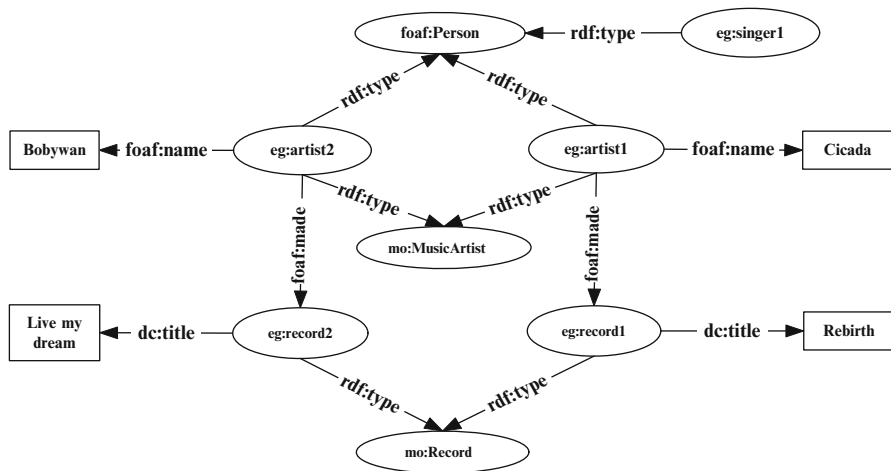 foaf:Person
rdf:type
eg:singer1
rdf:type
rdf:type
Bobywan
foaf:name
eg:artist2
eg:artist1
foaf:name
Cicada
rdf:type
rdf:type
foaf:made
foaf:made
mo:MusicArtist
Live my
dream
dc:title
eg:record2
eg:record1
dc:title
Rebirth
rdf:type
rdf:type
mo:Record